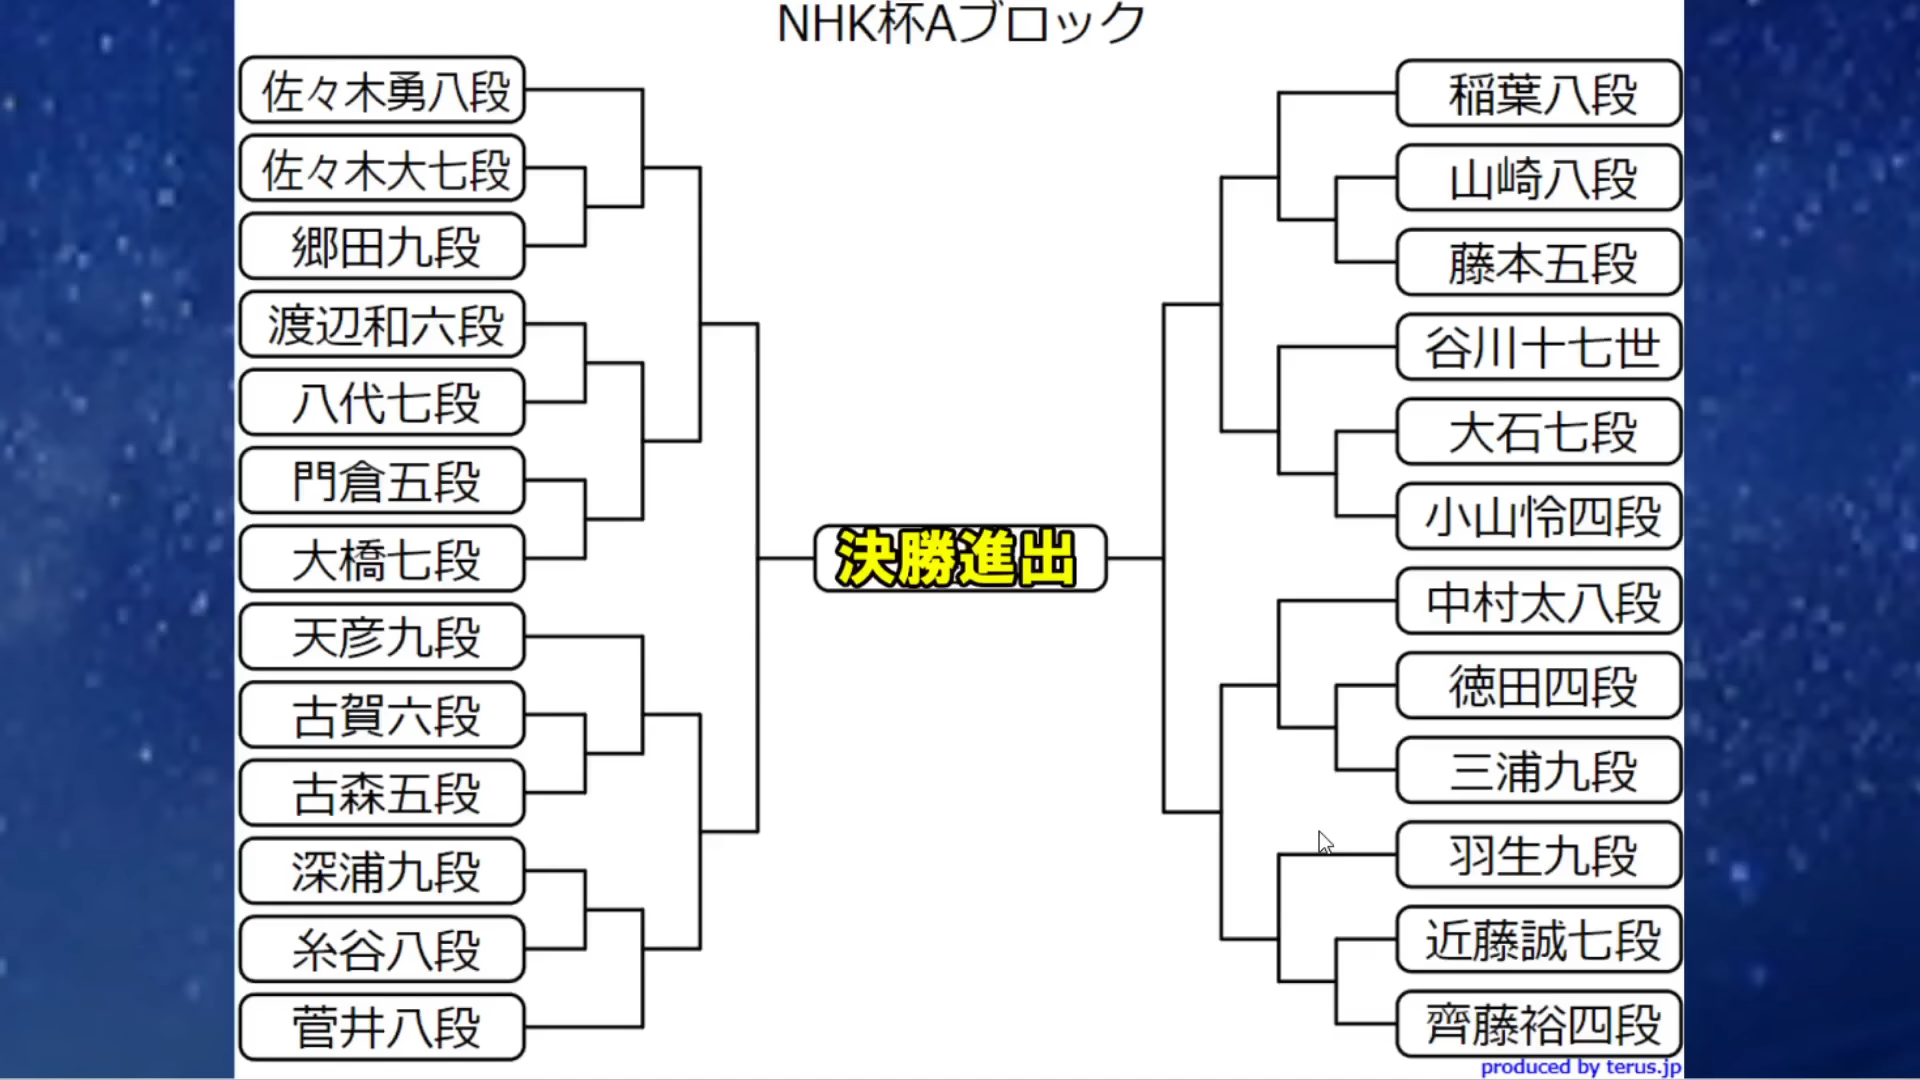 NHK杯Aブロック
佐々木勇八段
佐々木大七段
郷田九段
渡辺和六段
八代七段
門倉五段
大橋七段
天彦九段
古賀六段
古森五段
深浦九段
糸谷八段
菅井八段
決勝進出
稲葉八段
山崎八段
藤本五段
谷川十七世
大石七段
小山怜四段
中村太八段
徳田四段
三浦九段
羽生九段
近藤誠七段
齊藤裕四段
produced by terus.jp